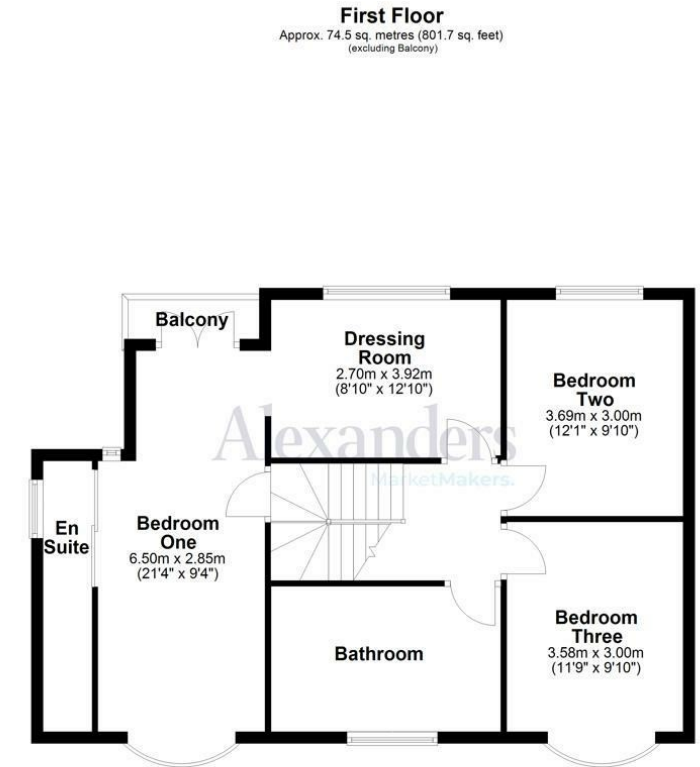 First Floor
Approx. 74.5 sq. metres (801.7 sq. feet)
(excluding Balcony)
Balcony
Dressing
Room
2.70m x 3.92m
(8'10" x 12'10")
Bedroom
Two
3.69m x 3.00m
(12'1" x 9'10")
Alexanders
MarketMakers.
En
Suite
Bedroom
One
6.50m x 2.85m
(21'4" x 9'4")
Bathroom
Bedroom
Three
3.58m x 3.00m
(11'9" x 9'10")